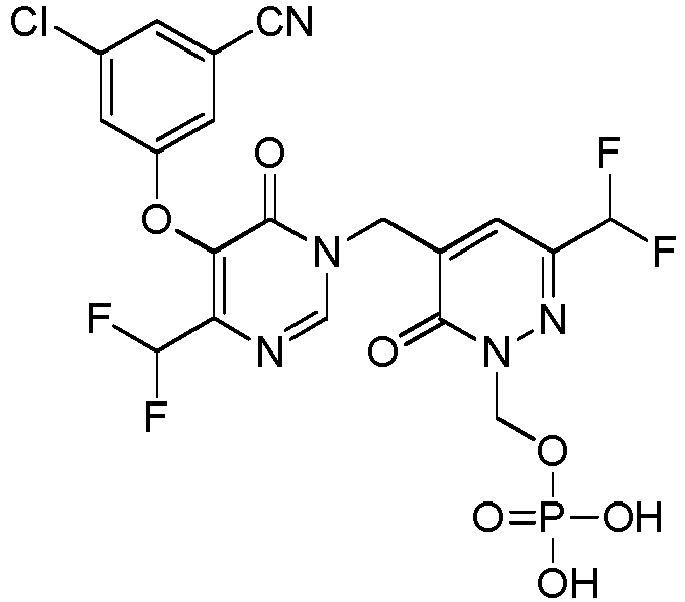 Cl CN
O F
O N F
F N O N N
F O
O=P-OH
OH